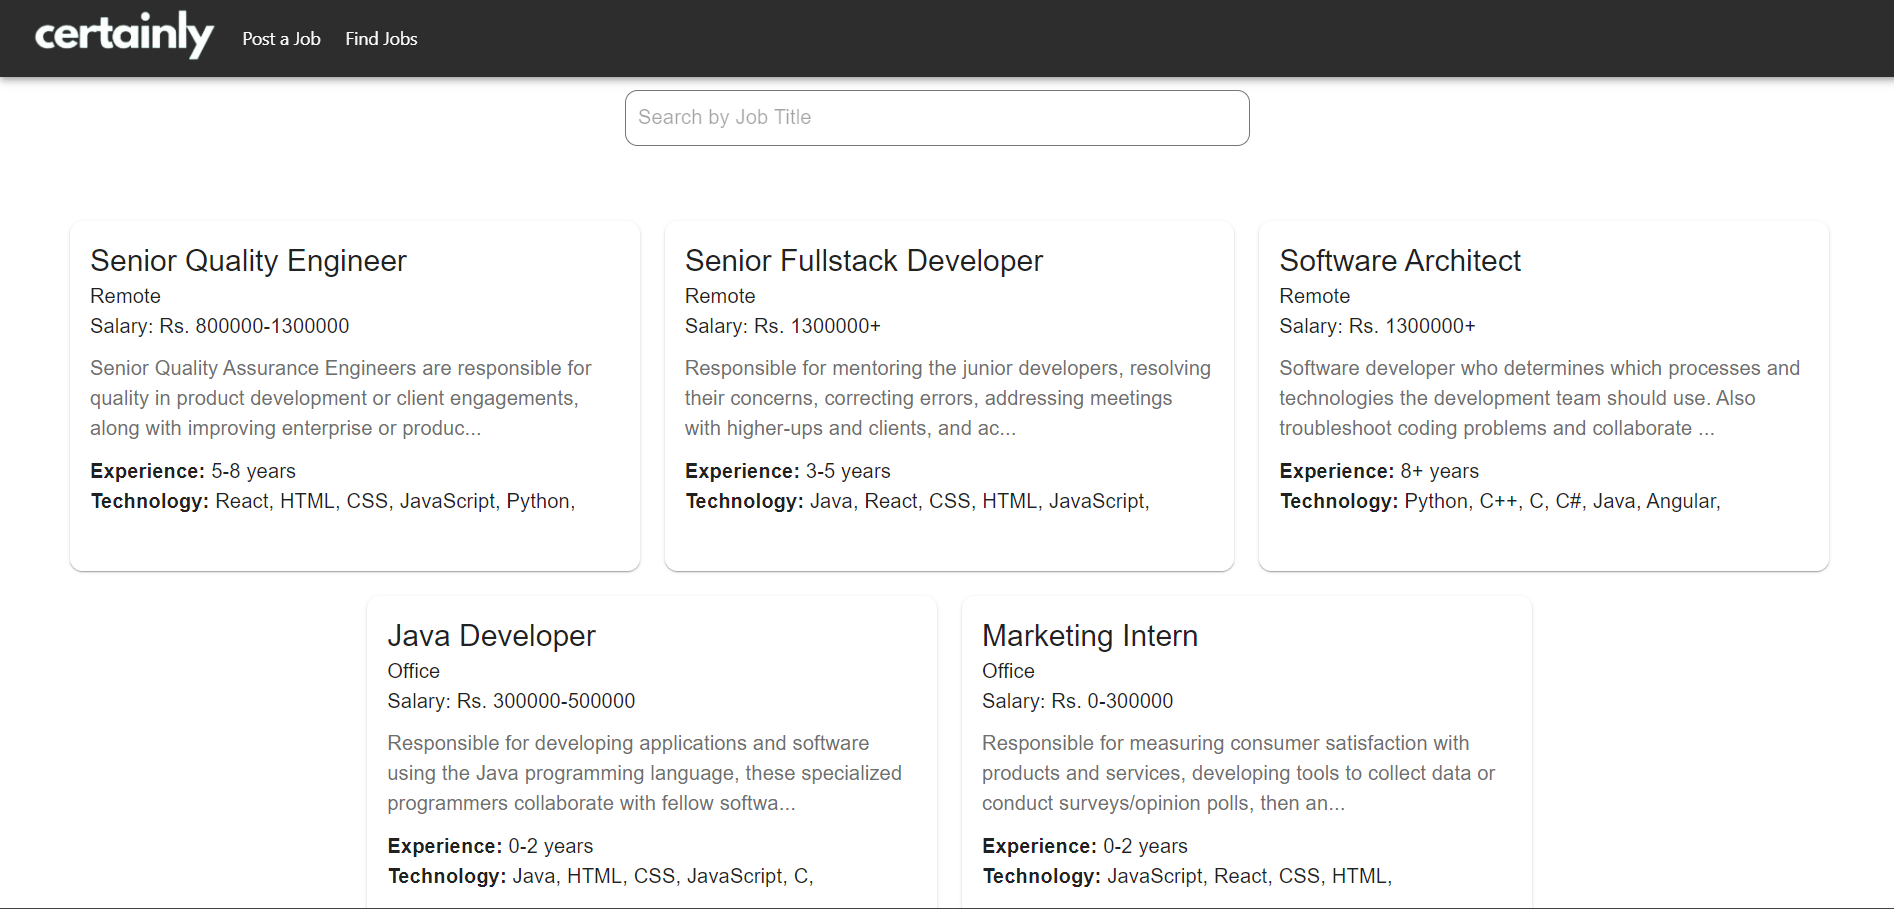 certainly
Post a Job
Find Jobs
Search by Job Title
Senior Quality Engineer
Remote
Salary: Rs. 800000-1300000
Senior Quality Assurance Engineers are responsible for
quality in product development or client engagements,
along with improving enterprise or produc...
Experience: 5-8 years
Technology: React, HTML, CSS, JavaScript, Python,
Senior Fullstack Developer
Remote
Salary: Rs. 1300000+
Responsible for mentoring the junior developers, resolving
their concerns, correcting errors, addressing meetings
with higher-ups and clients, and ac...
Experience: 3-5 years
Technology: Java, React, CSS, HTML, JavaScript,
Software Architect
Remote
Salary: Rs. 1300000+
Software developer who determines which processes and
technologies the development team should use. Also
troubleshoot coding problems and collaborate ...
Experience: 8+ years
Technology: Python, C++, C, C#, Java, Angular,
Java Developer
Office
Salary: Rs. 300000-500000
Responsible for developing applications and software
using the Java programming language, these specialized
programmers collaborate with fellow softwa...
Experience: 0-2 years
Technology: Java, HTML, CSS, JavaScript, C,
Marketing Intern
Office
Salary: Rs. 0-300000
Responsible for measuring consumer satisfaction with
products and services, developing tools to collect data or
conduct surveys/opinion polls, then an...
Experience: 0-2 years
Technology: JavaScript, React, CSS, HTML,